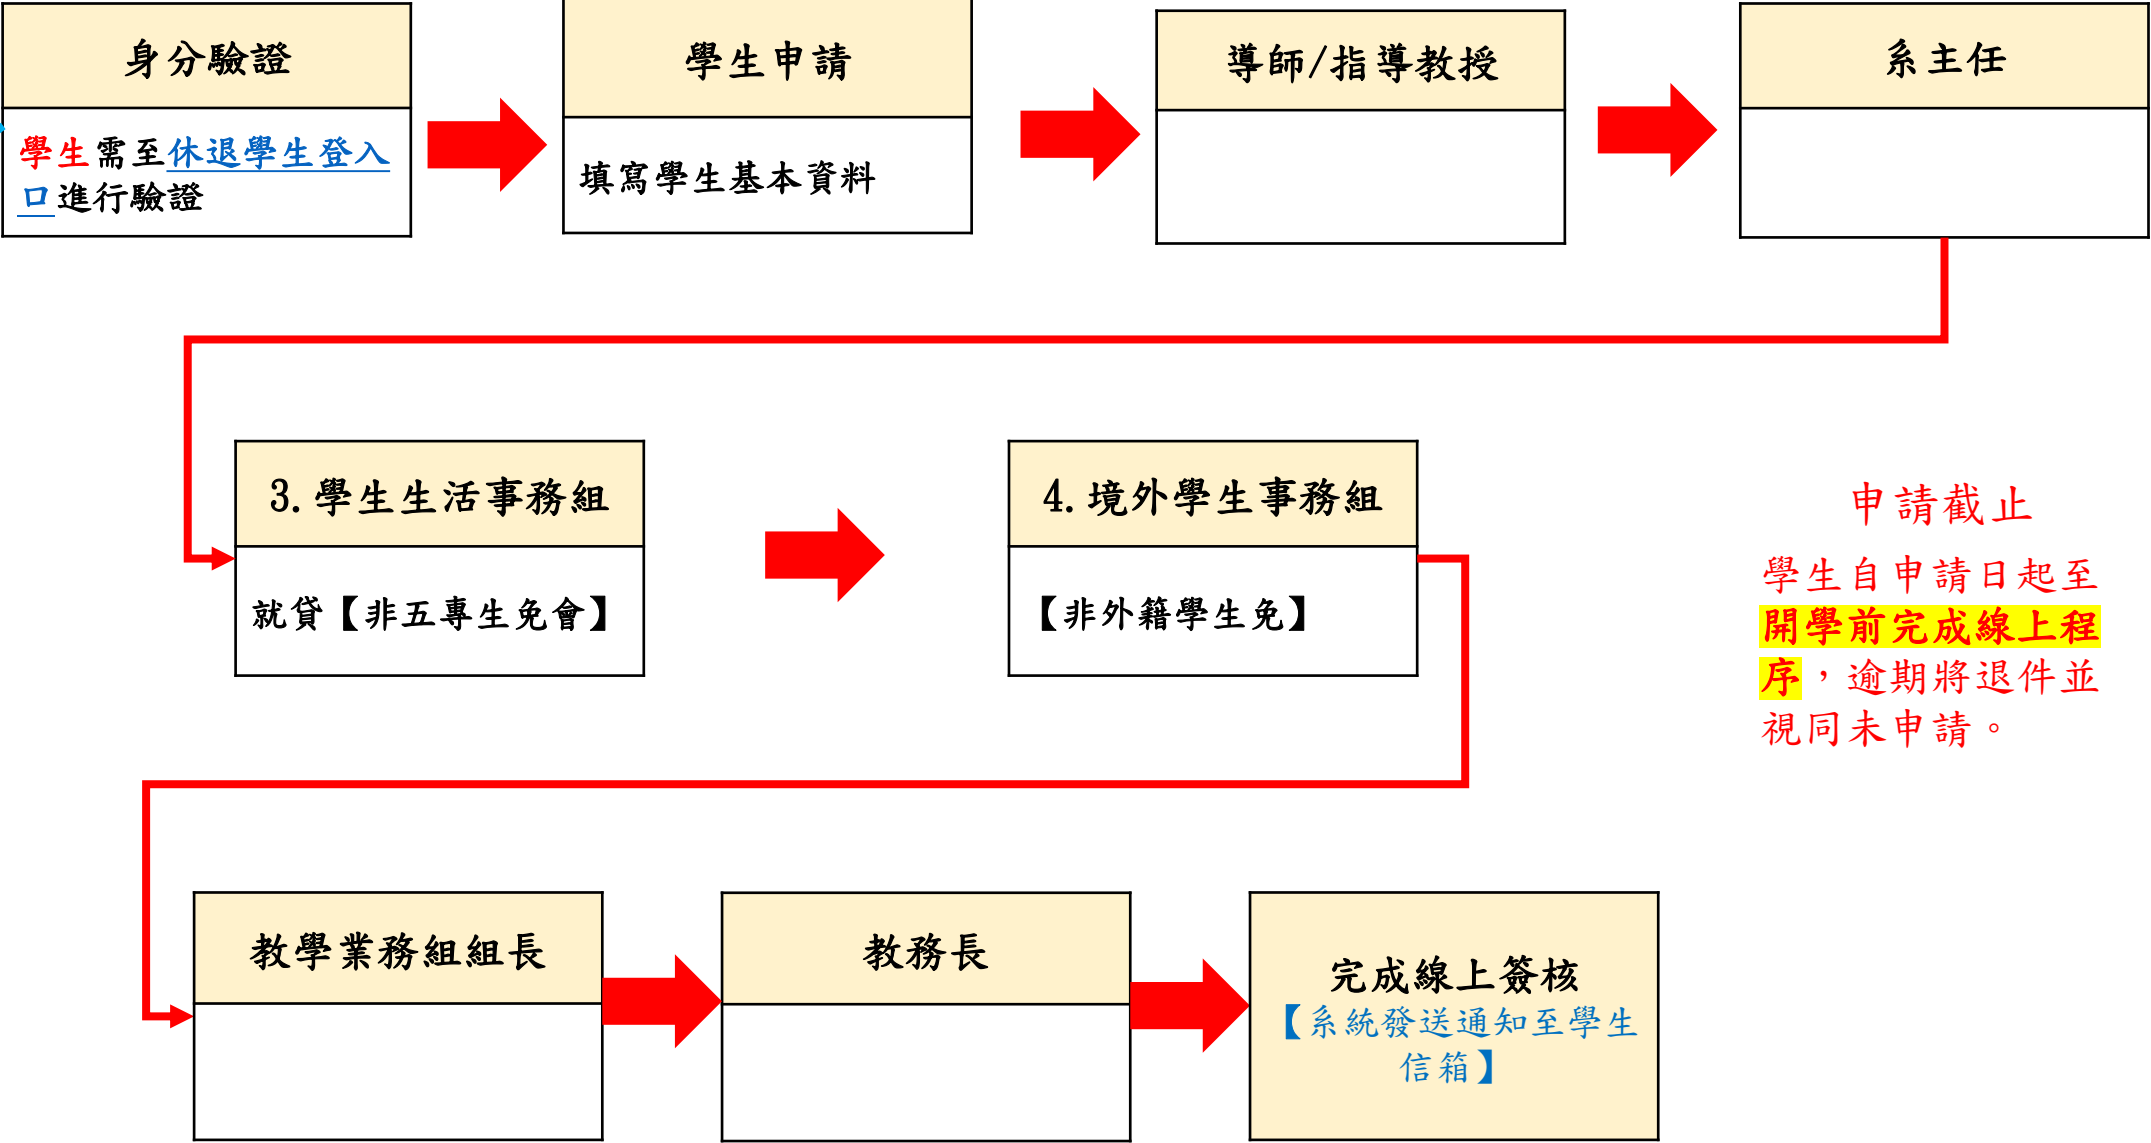 身分驗證
學生需至休退學生登入
口進行驗證
學生申請
填寫學生基本資料
導師/指導教授
系主任
3.學生生活事務組
就貸【非五專生免會】
4.境外學生事務組
【非外籍學生免】
申請截止
學生自申請日起至
開學前完成線上程
序，逾期將退件並
視同未申請。
教學業務組組長
教務長
完成線上簽核
【系統發送通知至學生
信箱】